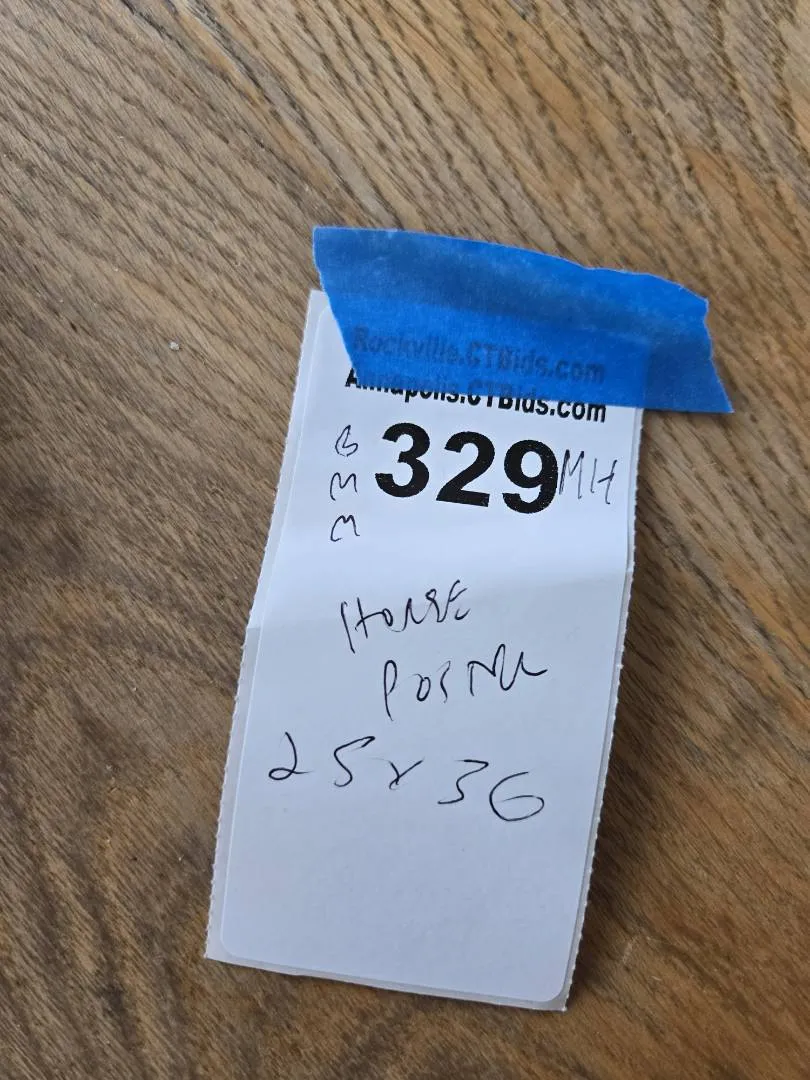 Rockville.CTBids.com
Annapolis.CTBids.com
329 MH
B
M
M
HORSE
POSTER
25x36